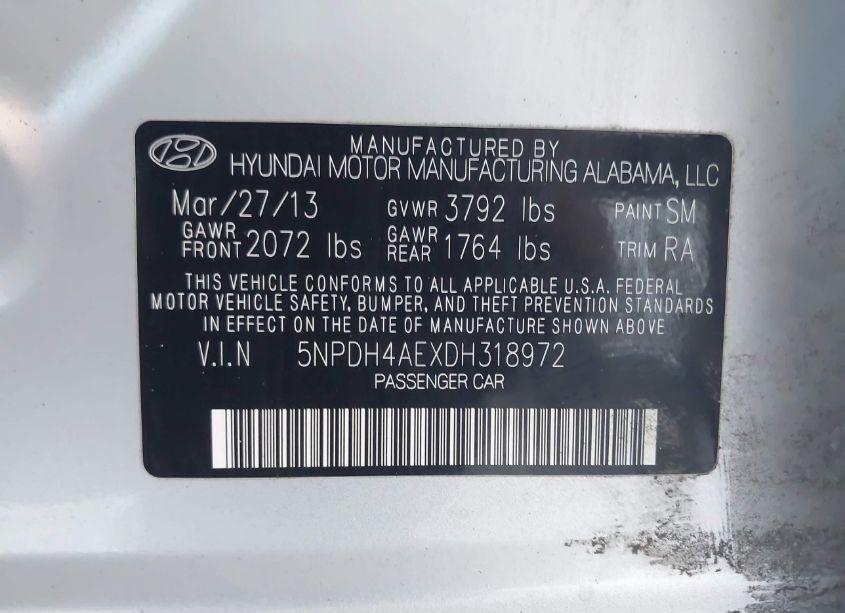 MANUFACTURED BY
HYUNDAI MOTOR MANUFACTURING ALABAMA, LLC
Mar/27/13 GVWR 3792 lbs PAINT SM
GAWR FRONT 2072 lbs GAWR REAR 1764 lbs TRIM RA
THIS VEHICLE CONFORMS TO ALL APPLICABLE U.S.A. FEDERAL
MOTOR VEHICLE SAFETY, BUMPER, AND THEFT PREVENTION STANDARDS
IN EFFECT ON THE DATE OF MANUFACTURE SHOWN ABOVE
V.I.N 5NPDH4AEXDH318972
PASSENGER CAR